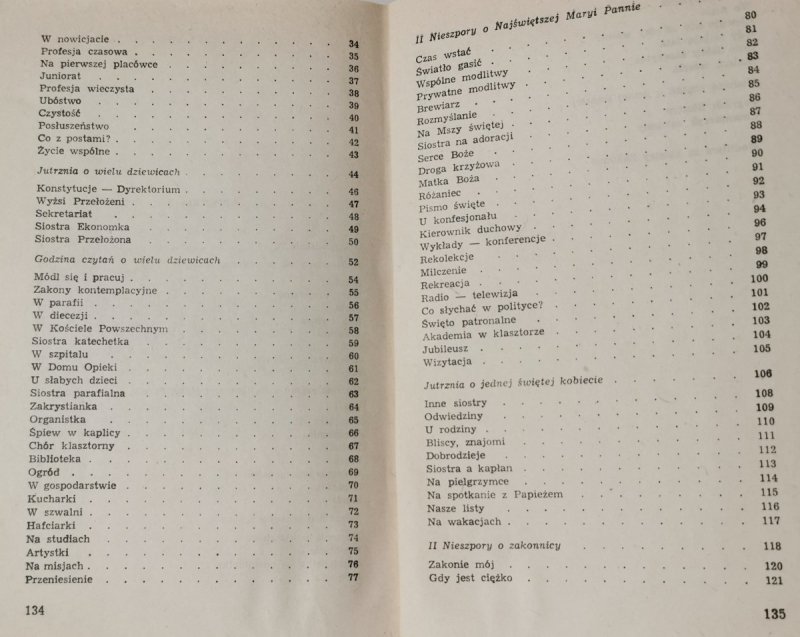 W nowicjacie . . . . . . . . . . 34
Profesja czasowa . . . . . . . . . . 35
Na pierwszej placówce . . . . . . . . 36
Juniorat . . . . . . . . . . 37
Profesja wieczysta . . . . . . . . 38
Ubóstwo . . . . . . . . . . 39
Czystość . . . . . . . . . . 40
Posłuszeństwo . . . . . . . . . 41
Co z postami? . . . . . . . . . 42
Życie wspólne . . . . . . . . . 43
Jutrznia o wielu dziewicach . . . . . . 44
Konstytucje — Dyrektorium . . . . . . 46
Wyżsi Przełożeni . . . . . . . . 47
Sekretariat . . . . . . . . . 48
Siostra Ekonomka . . . . . . . . 49
Siostra Przełożona . . . . . . . . 50
Godzina czytań o wielu dziewicach . . . . 52
Módl się i pracuj . . . . . . . . 54
Zakony kontemplacyjne . . . . . . . 55
W parafii . . . . . . . . . . 56
W diecezji . . . . . . . . . . 57
W Kościele Powszechnym . . . . . . 58
Siostra katechetka . . . . . . . . 59
W szpitalu . . . . . . . . . . 60
W Domu Opieki . . . . . . . . 61
U słabych dzieci . . . . . . . . 62
Siostra parafialna . . . . . . . . 63
Zakrystianka . . . . . . . . . 64
Organistka . . . . . . . . . 65
Śpiew w kaplicy . . . . . . . . 66
Chór klasztorny . . . . . . . . 67
Biblioteka . . . . . . . . . . 68
Ogród . . . . . . . . . . . 69
W gospodarstwie . . . . . . . . 70
Kucharki . . . . . . . . . . 71
W szwalni . . . . . . . . . . 72
Hafciarki . . . . . . . . . . 73
Na studiach . . . . . . . . . 74
Artystki . . . . . . . . . . 75
Na misjach . . . . . . . . . . 76
Przeniesienie . . . . . . . . . 77
134
II Nieszpory o Najświętszej Maryi Pannie . . .
Czas wstać . . . . . . . . . . 80
Światło gasić . . . . . . . . . 81
Wspólne modlitwy . . . . . . . . 82
Prywatne modlitwy . . . . . . . . 83
Brewiarz . . . . . . . . . . 84
Rozmyślanie . . . . . . . . . 85
Na Mszy świętej . . . . . . . . 86
Siostra na adoracji . . . . . . . . 87
Serce Boże . . . . . . . . . . 88
Droga krzyżowa . . . . . . . . 89
Matka Boża . . . . . . . . . 90
Różaniec . . . . . . . . . . 91
Pismo święte . . . . . . . . . 92
U konfesjonału . . . . . . . . . 93
Kierownik duchowy . . . . . . . . 94
Wykłady — konferencje . . . . . . . 96
Rekolekcje . . . . . . . . . . 97
Milczenie . . . . . . . . . . 98
Rekreacja . . . . . . . . . . 99
Radio — telewizja . . . . . . . . 100
Co słychać w polityce? . . . . . . . 101
Święto patronalne . . . . . . . . 102
Akademia w klasztorze . . . . . . . 103
Jubileusz . . . . . . . . . . 104
Wizytacja . . . . . . . . . . 105
Jutrznia o jednej świętej kobiecie . . . . . 106
Inne siostry . . . . . . . . . 108
Odwiedziny . . . . . . . . . 109
U rodziny . . . . . . . . . . 110
Bliscy, znajomi . . . . . . . . . 111
Dobrodzieje . . . . . . . . . 112
Siostra a kapłan . . . . . . . . 113
Na pielgrzymce . . . . . . . . 114
Na spotkanie z Papieżem . . . . . . 115
Nasze listy . . . . . . . . . 116
Na wakacjach . . . . . . . . . 117
II Nieszpory o zakonnicy . . . . . . 118
Zakonie mój . . . . . . . . . 120
Gdy jest ciężko . . . . . . . . . 121
135